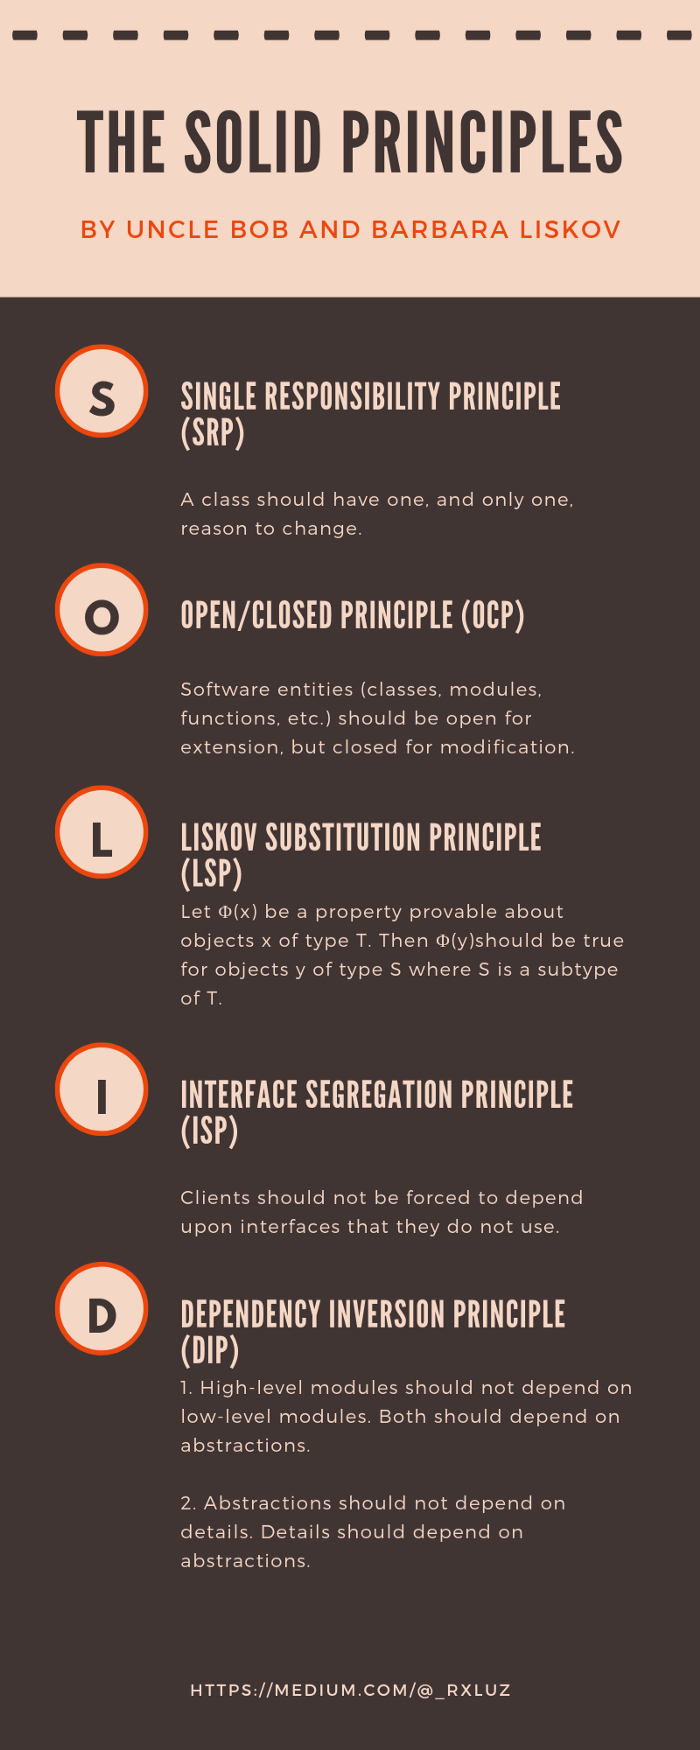 THE SOLID PRINCIPLES
BY UNCLE BOB AND BARBARA LISKOV
S
SINGLE RESPONSIBILITY PRINCIPLE
(SRP)
A class should have one, and only one,
reason to change.
O
OPEN/CLOSED PRINCIPLE (OCP)
Software entities (classes, modules,
functions, etc.) should be open for
extension, but closed for modification.
L
LISKOV SUBSTITUTION PRINCIPLE
(LSP)
Let Φ(x) be a property provable about
objects x of type T. Then Φ(y)should be true
for objects y of type S where S is a subtype
of T.
I
INTERFACE SEGREGATION PRINCIPLE
(ISP)
Clients should not be forced to depend
upon interfaces that they do not use.
D
DEPENDENCY INVERSION PRINCIPLE
(DIP)
1. High-level modules should not depend on
low-level modules. Both should depend on
abstractions.
2. Abstractions should not depend on
details. Details should depend on
abstractions.
HTTPS://MEDIUM.COM/@_RXLUZ